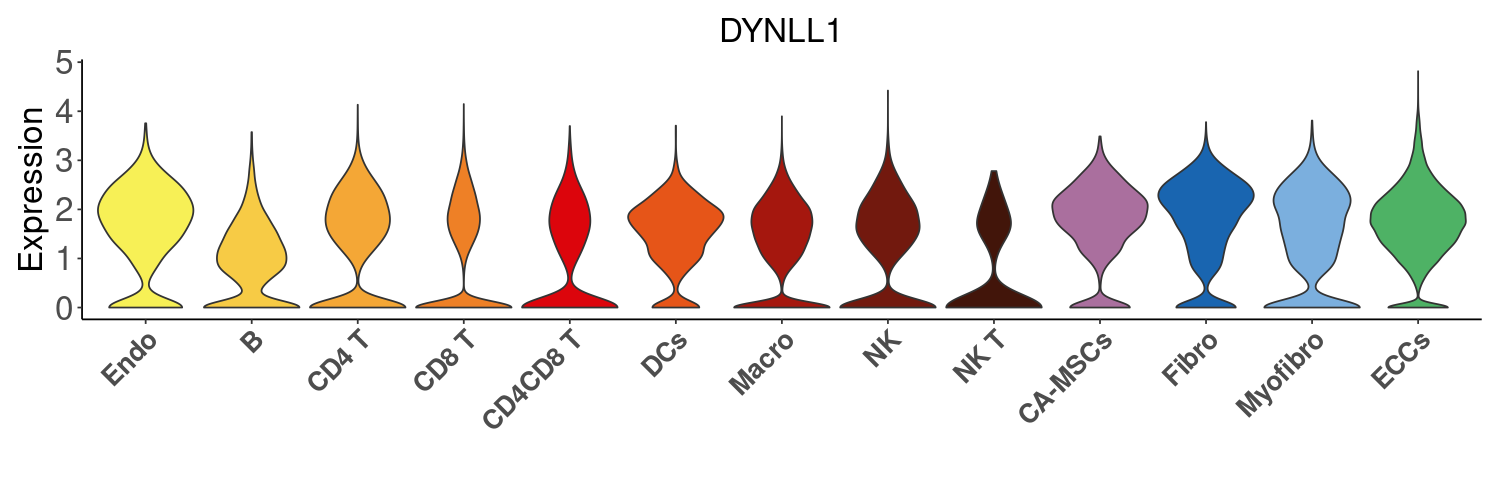 DYNLL1
Expression
5
4
3
2
1
0
Endo
B
CD4 T
CD8 T
CD4CD8 T
DCs
Macro
NK
NK T
CA-MSCs
Fibro
Myofibro
ECCs